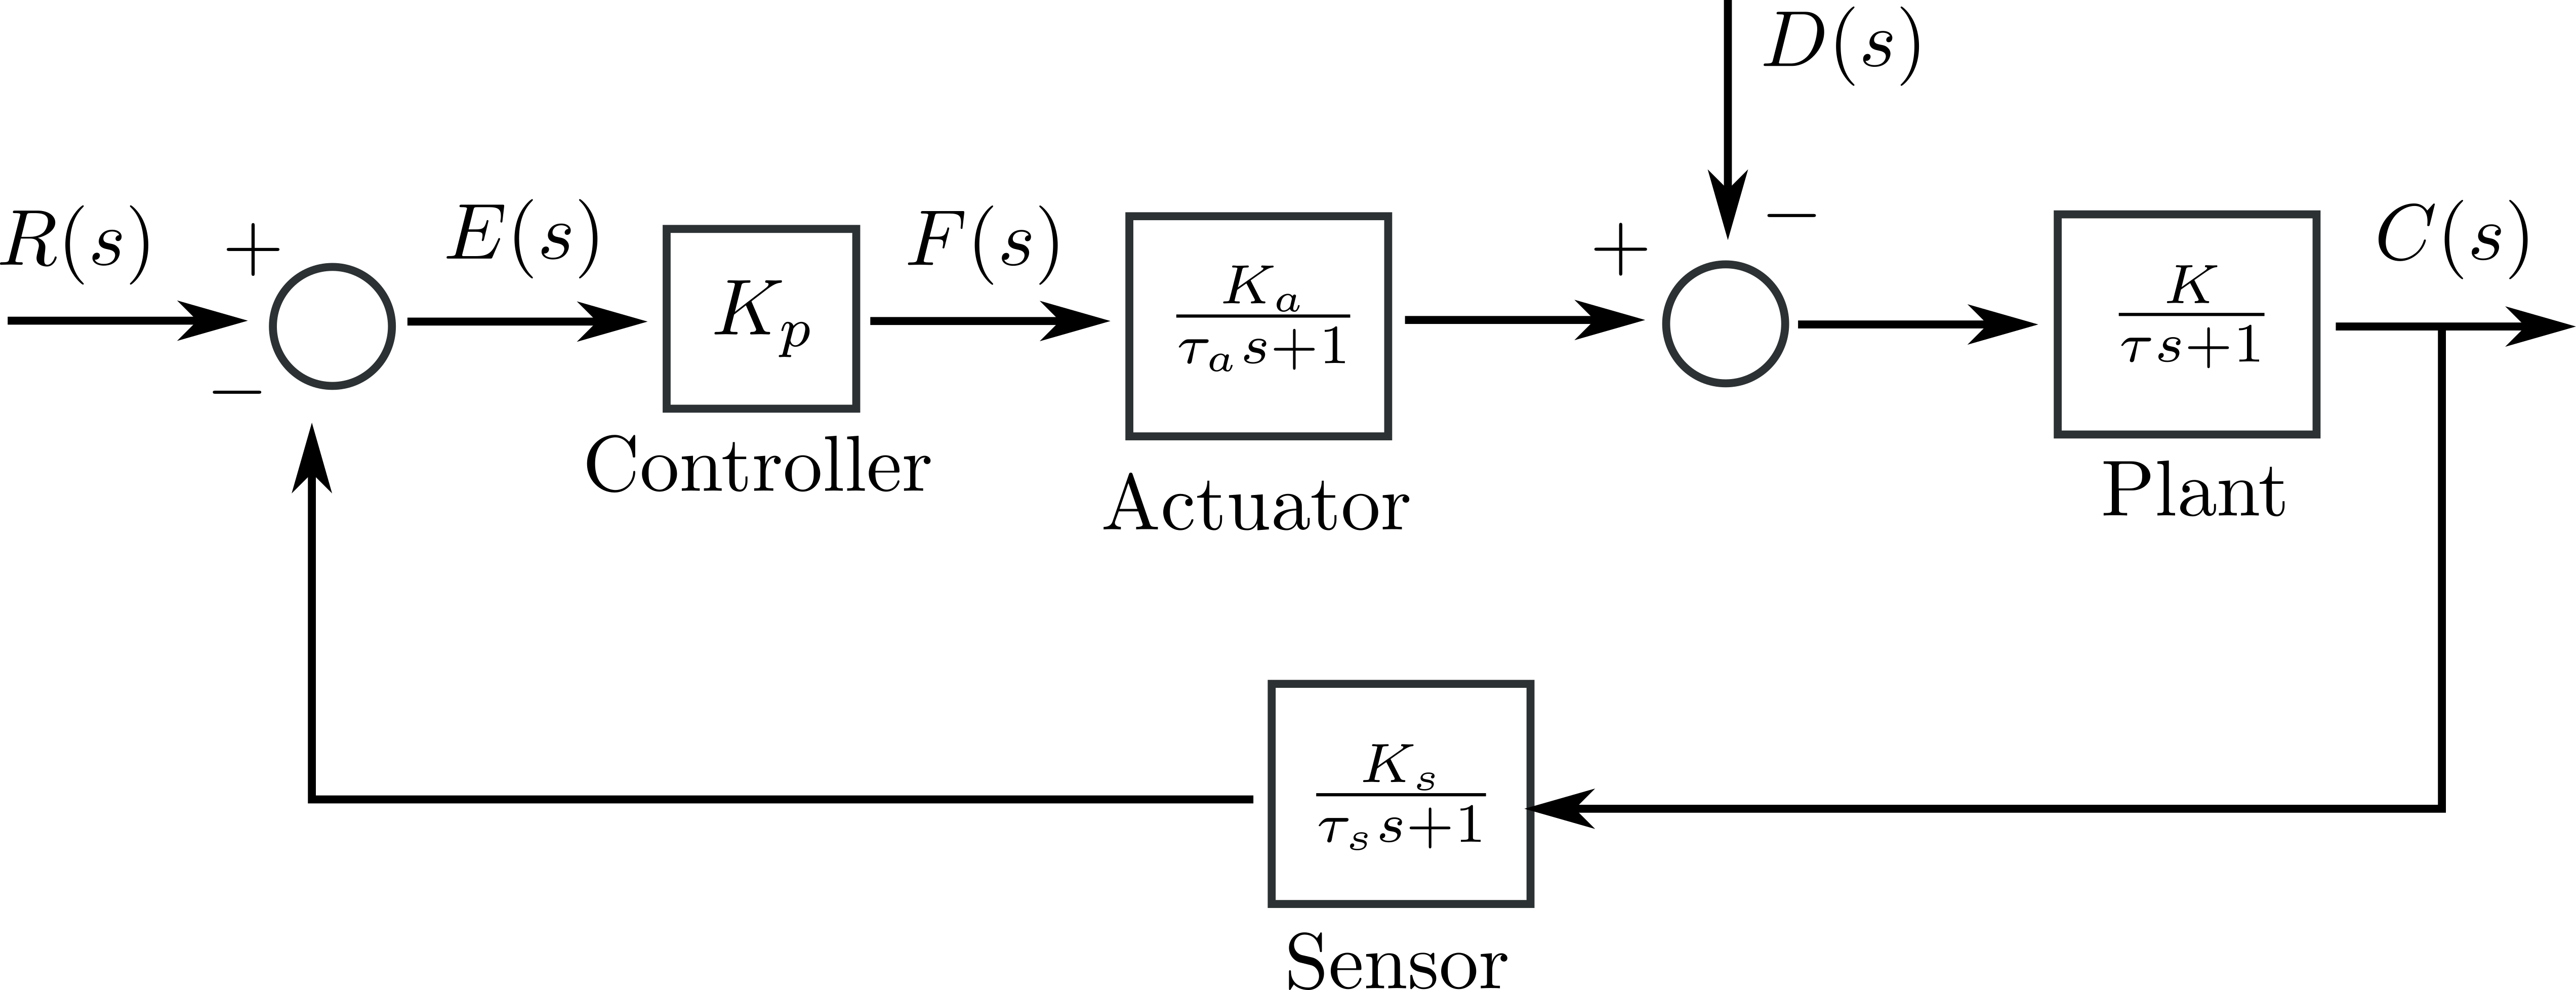 D(s)
R(s)
+
E(s)
F(s)
+
−
C(s)
−
K_p
Controller
\frac{K_a}{\tau_a s+1}
Actuator
\frac{K}{\tau s+1}
Plant
\frac{K_s}{\tau_s s+1}
Sensor